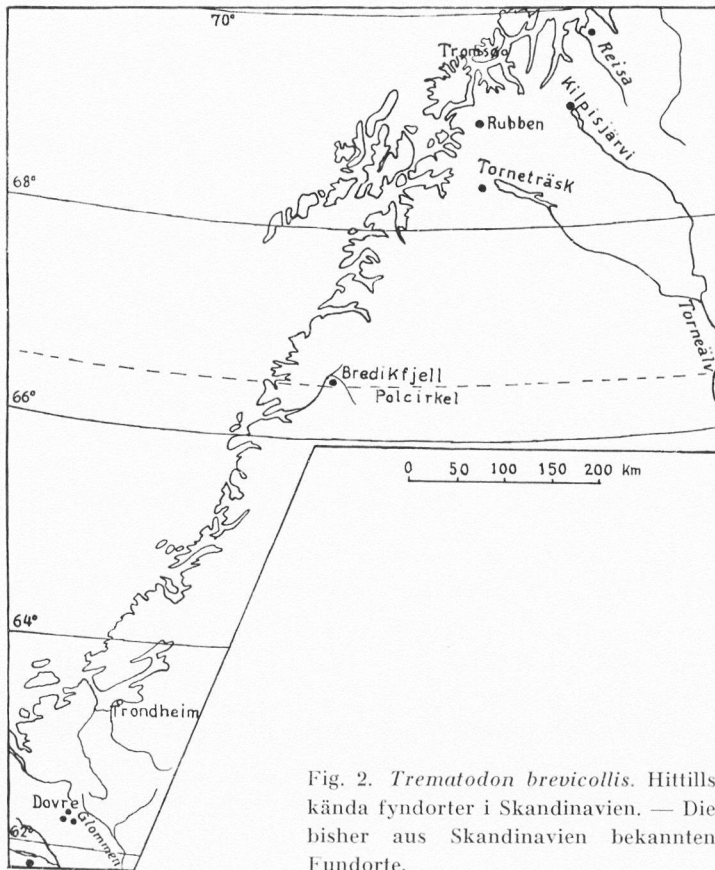 70°
Tromsø
Reisa
Kilpisjärvi
Rubben
68°
Torneträsk
Torneälv
Bredikfjell
Polcirkel
66°
0 50 100 150 200 Km
64°
Trondheim
Dovre
Glommen
62°
Fig. 2. Trematodon brevicollis. Hittills
kända fyndorter i Skandinavien. — Die
bisher aus Skandinavien bekannten
Fundorte.